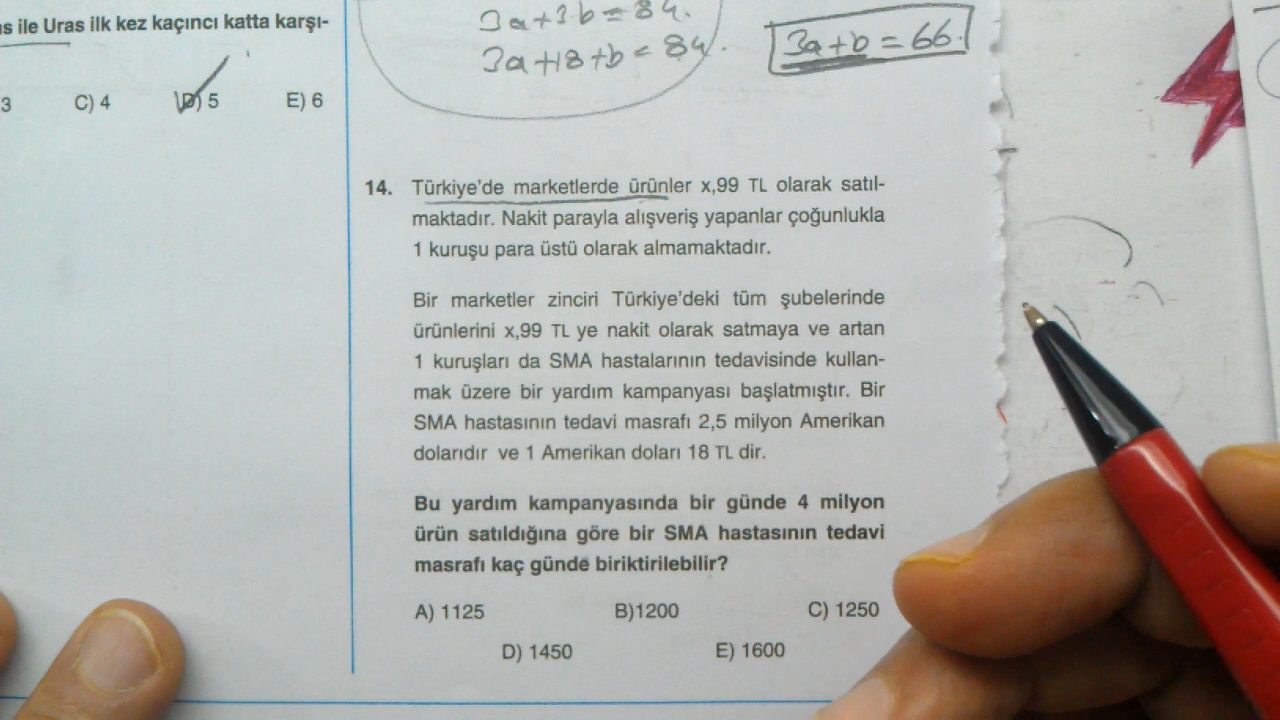 s ile Uras ilk kez kaçıncı katta karşı-
3 C) 4 D) 5 E) 6
3a+3b=84.
3a+18+b=84.
3a+b=66.
14. Türkiye'de marketlerde ürünler x,99 TL olarak satıl-
maktadır. Nakit parayla alışveriş yapanlar çoğunlukla
1 kuruşu para üstü olarak almamaktadır.
Bir marketler zinciri Türkiye'deki tüm şubelerinde
ürünlerini x,99 TL ye nakit olarak satmaya ve artan
1 kuruşları da SMA hastalarının tedavisinde kullan-
mak üzere bir yardım kampanyası başlatmıştır. Bir
SMA hastasının tedavi masrafı 2,5 milyon Amerikan
dolarıdır ve 1 Amerikan doları 18 TL dir.
Bu yardım kampanyasında bir günde 4 milyon
ürün satıldığına göre bir SMA hastasının tedavi
masrafı kaç günde biriktirilebilir?
A) 1125 B)1200 C) 1250
D) 1450 E) 1600